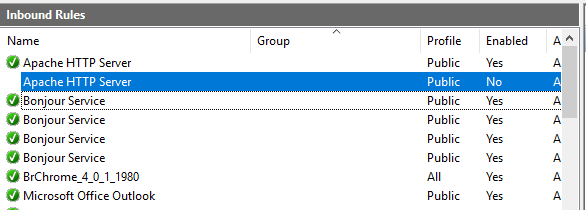 Inbound Rules
Name Group Profile Enabled A
Apache HTTP Server Public Yes A
Apache HTTP Server Public No A
Bonjour Service Public Yes A
Bonjour Service Public Yes A
Bonjour Service Public Yes A
Bonjour Service Public Yes A
BrChrome_4_0_1_1980 All Yes A
Microsoft Office Outlook Public Yes A